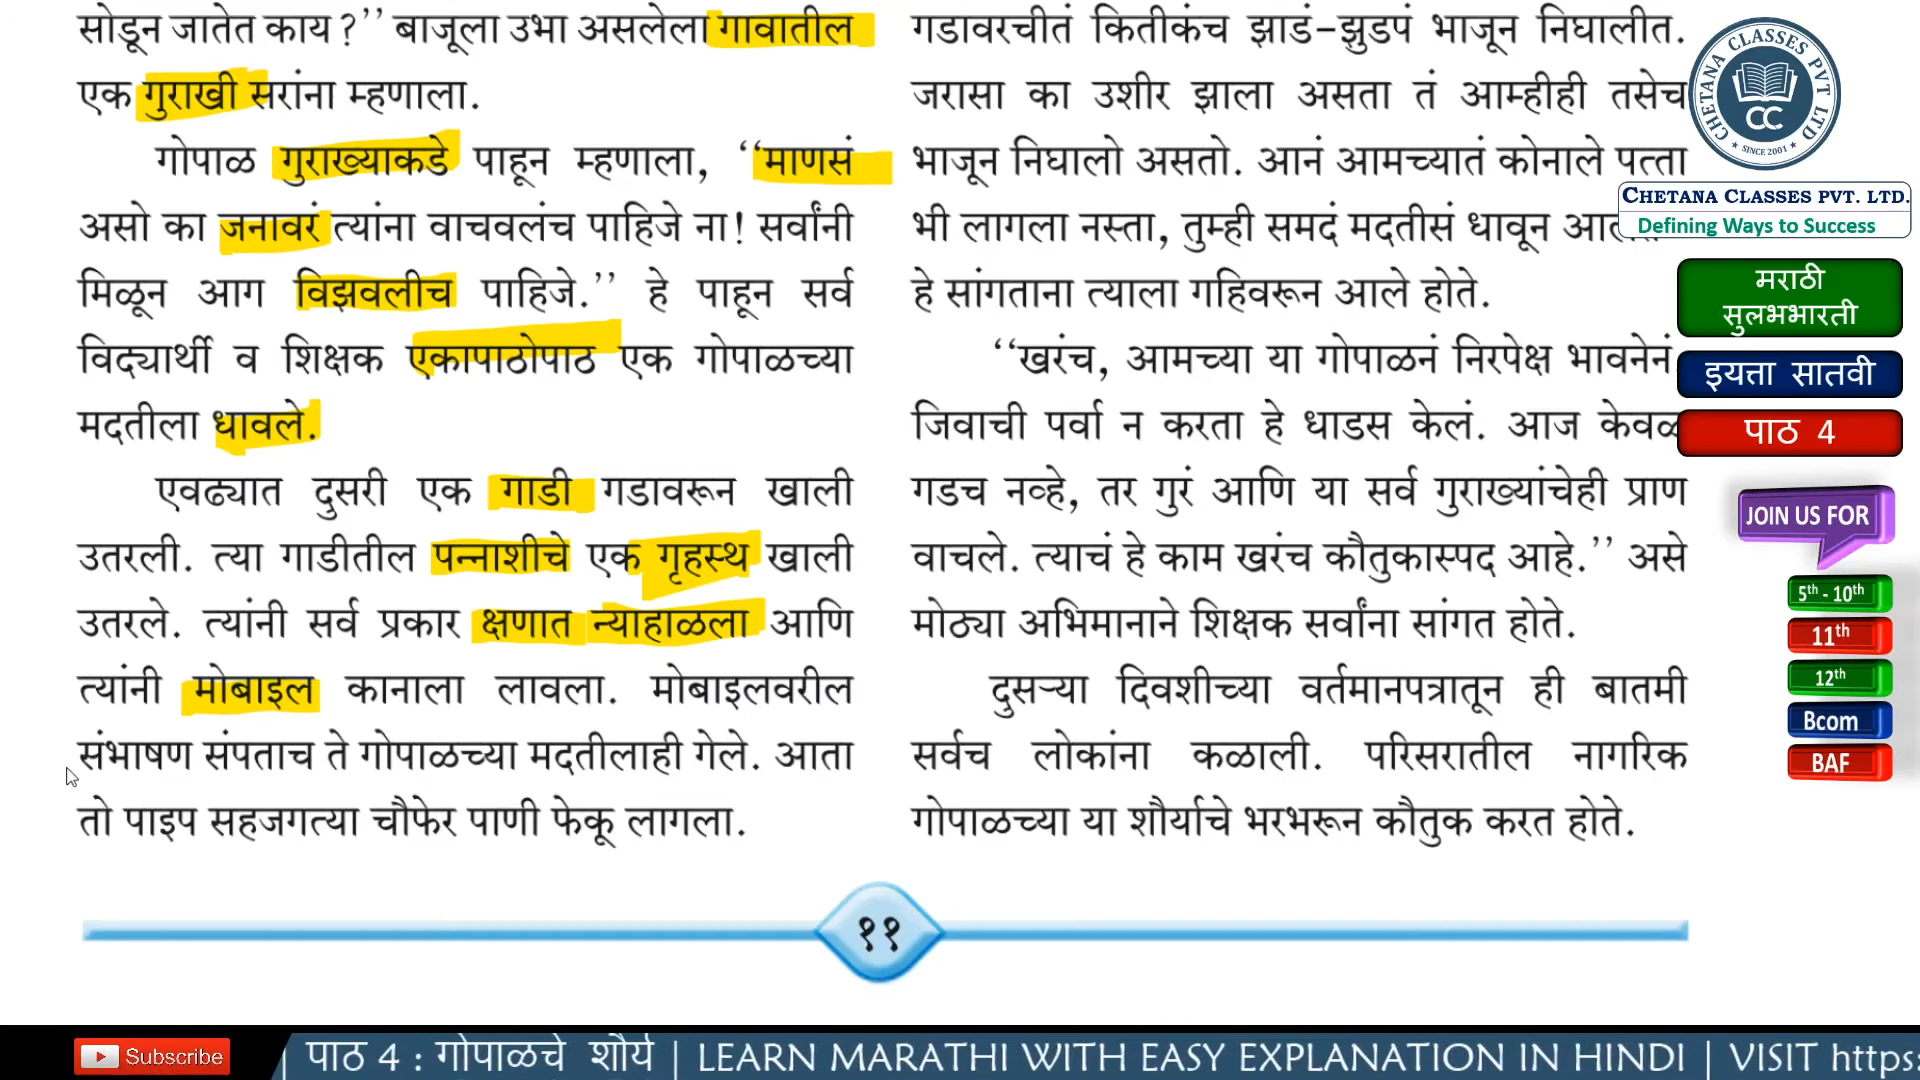 सोडून जातेत काय?’’ बाजूला उभा असलेला गावातील
एक गुराखी सरांना म्हणाला.
गोपाळ गुराख्याकडे पाहून म्हणाला, ‘‘माणसं
असो का जनावरं त्यांना वाचवलंच पाहिजे ना! सर्वांनी
मिळून आग विझवलीच पाहिजे.’’ हे पाहून सर्व
विद्यार्थी व शिक्षक एकापाठोपाठ एक गोपाळच्या
मदतीला धावले.
एवढ्यात दुसरी एक गाडी गडावरून खाली
उतरली. त्या गाडीतील पन्नाशीचे एक गृहस्थ खाली
उतरले. त्यांनी सर्व प्रकार क्षणात न्याहाळला आणि
त्यांनी मोबाइल कानाला लावला. मोबाइलवरील
संभाषण संपताच ते गोपाळच्या मदतीलाही गेले. आता
तो पाइप सहजगत्या चौफेर पाणी फेकू लागला.
गडावरचीतं कितीकंच झाडं-झुडपं भाजून निघालीत.
जरासा का उशीर झाला असता तं आम्हीही तसेच
भाजून निघालो असतो. आनं आमच्यातं कोनाले पत्ता
भी लागला नस्ता, तुम्ही समदं मदतीसं धावून
हे सांगताना त्याला गहिवरून आले होते.
‘‘खरंच, आमच्या या गोपाळनं निरपेक्ष भावनेनं
जिवाची पर्वा न करता हे धाडस केलं. आज केवळ
गडच नव्हे, तर गुरं आणि या सर्व गुराख्यांचेही प्राण
वाचले. त्याचं हे काम खरंच कौतुकास्पद आहे.’’ असे
मोठ्या अभिमानाने शिक्षक सर्वांना सांगत होते.
दुसऱ्या दिवशीच्या वर्तमानपत्रातून ही बातमी
सर्वच लोकांना कळाली. परिसरातील नागरिक
गोपाळच्या या शौर्याचे भरभरून कौतुक करत होते.
११
CHETANA CLASSES PVT LTD
CC
★ SINCE 2001 ★
CHETANA CLASSES PVT. LTD.
Defining Ways to Success
मराठी
सुलभभारती
इयत्ता सातवी
पाठ 4
JOIN US FOR
5th - 10th
11th
12th
Bcom
BAF
Subscribe
| पाठ 4 : गोपाळचे शौर्य | LEARN MARATHI WITH EASY EXPLANATION IN HINDI | VISIT https: